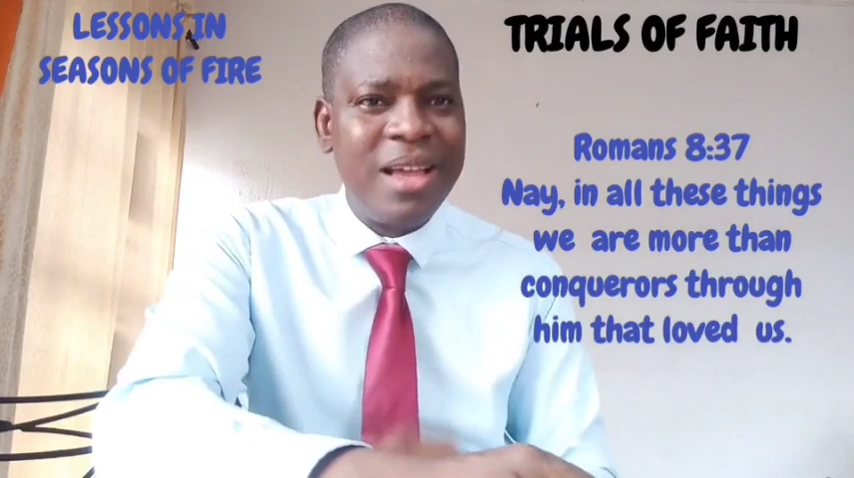 LESSONS IN
SEASONS OF FIRE
TRIALS OF FAITH
Romans 8:37
Nay, in all these things
we are more than
conquerors through
him that loved us.